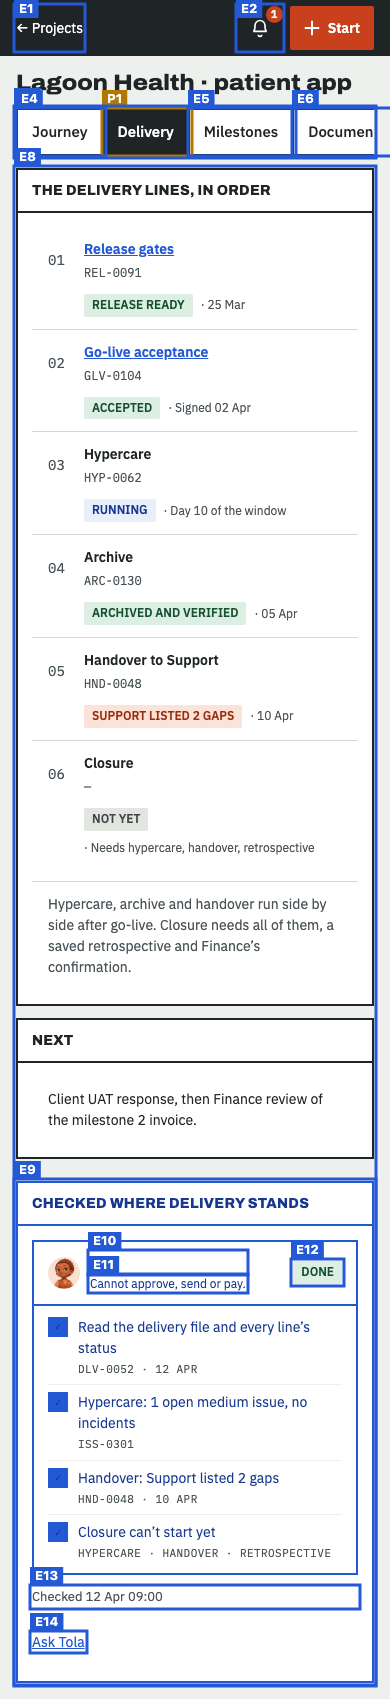 E1
E2
← Projects
1
Start
Lagoon Health · patient app
E4
P1
E5
E6
Journey
Delivery
Milestones
Documen
E8
THE DELIVERY LINES, IN ORDER
01
Release gates
REL-0091
RELEASE READY · 25 Mar
02
Go-live acceptance
GLV-0104
ACCEPTED · Signed 02 Apr
03
Hypercare
HYP-0062
RUNNING · Day 10 of the window
04
Archive
ARC-0130
ARCHIVED AND VERIFIED · 05 Apr
05
Handover to Support
HND-0048
SUPPORT LISTED 2 GAPS · 10 Apr
06
Closure
—
NOT YET
· Needs hypercare, handover, retrospective
Hypercare, archive and handover run side by
side after go-live. Closure needs all of them, a
saved retrospective and Finance’s
confirmation.
NEXT
Client UAT response, then Finance review of
the milestone 2 invoice.
E9
CHECKED WHERE DELIVERY STANDS
E10
E11
E12
Cannot approve, send or pay.
DONE
✓ Read the delivery file and every line’s
status
DLV-0052 · 12 APR
✓ Hypercare: 1 open medium issue, no
incidents
ISS-0301
✓ Handover: Support listed 2 gaps
HND-0048 · 10 APR
✓ Closure can’t start yet
HYPERCARE · HANDOVER · RETROSPECTIVE
E13
Checked 12 Apr 09:00
E14
Ask Tola